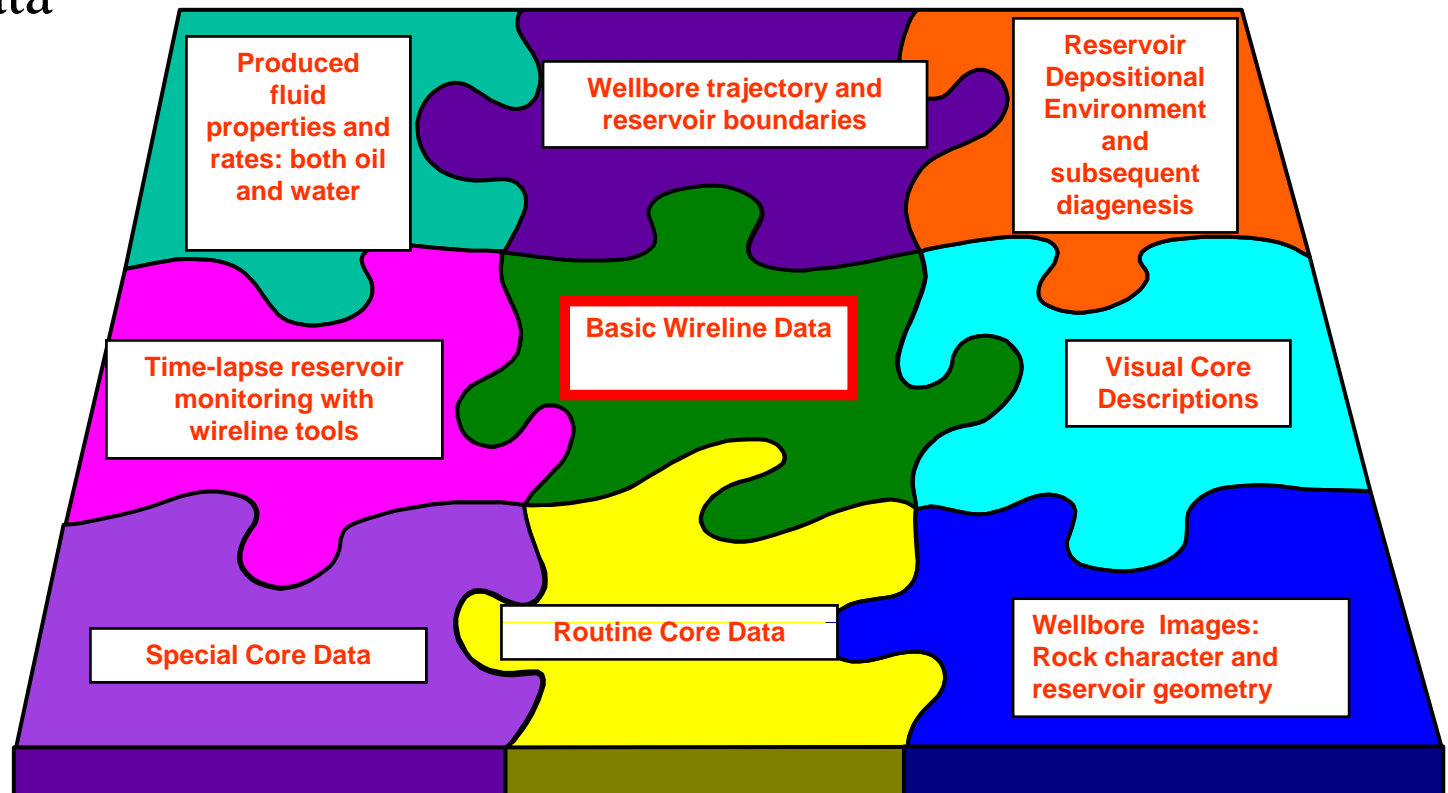 Produced
fluid
properties and
rates: both oil
and water
Wellbore trajectory and
reservoir boundaries
Reservoir
Depositional
Environment
and
subsequent
diagenesis
Time-lapse reservoir
monitoring with
wireline tools
Basic Wireline Data
Visual Core
Descriptions
Special Core Data
Routine Core Data
Wellbore Images:
Rock character and
reservoir geometry